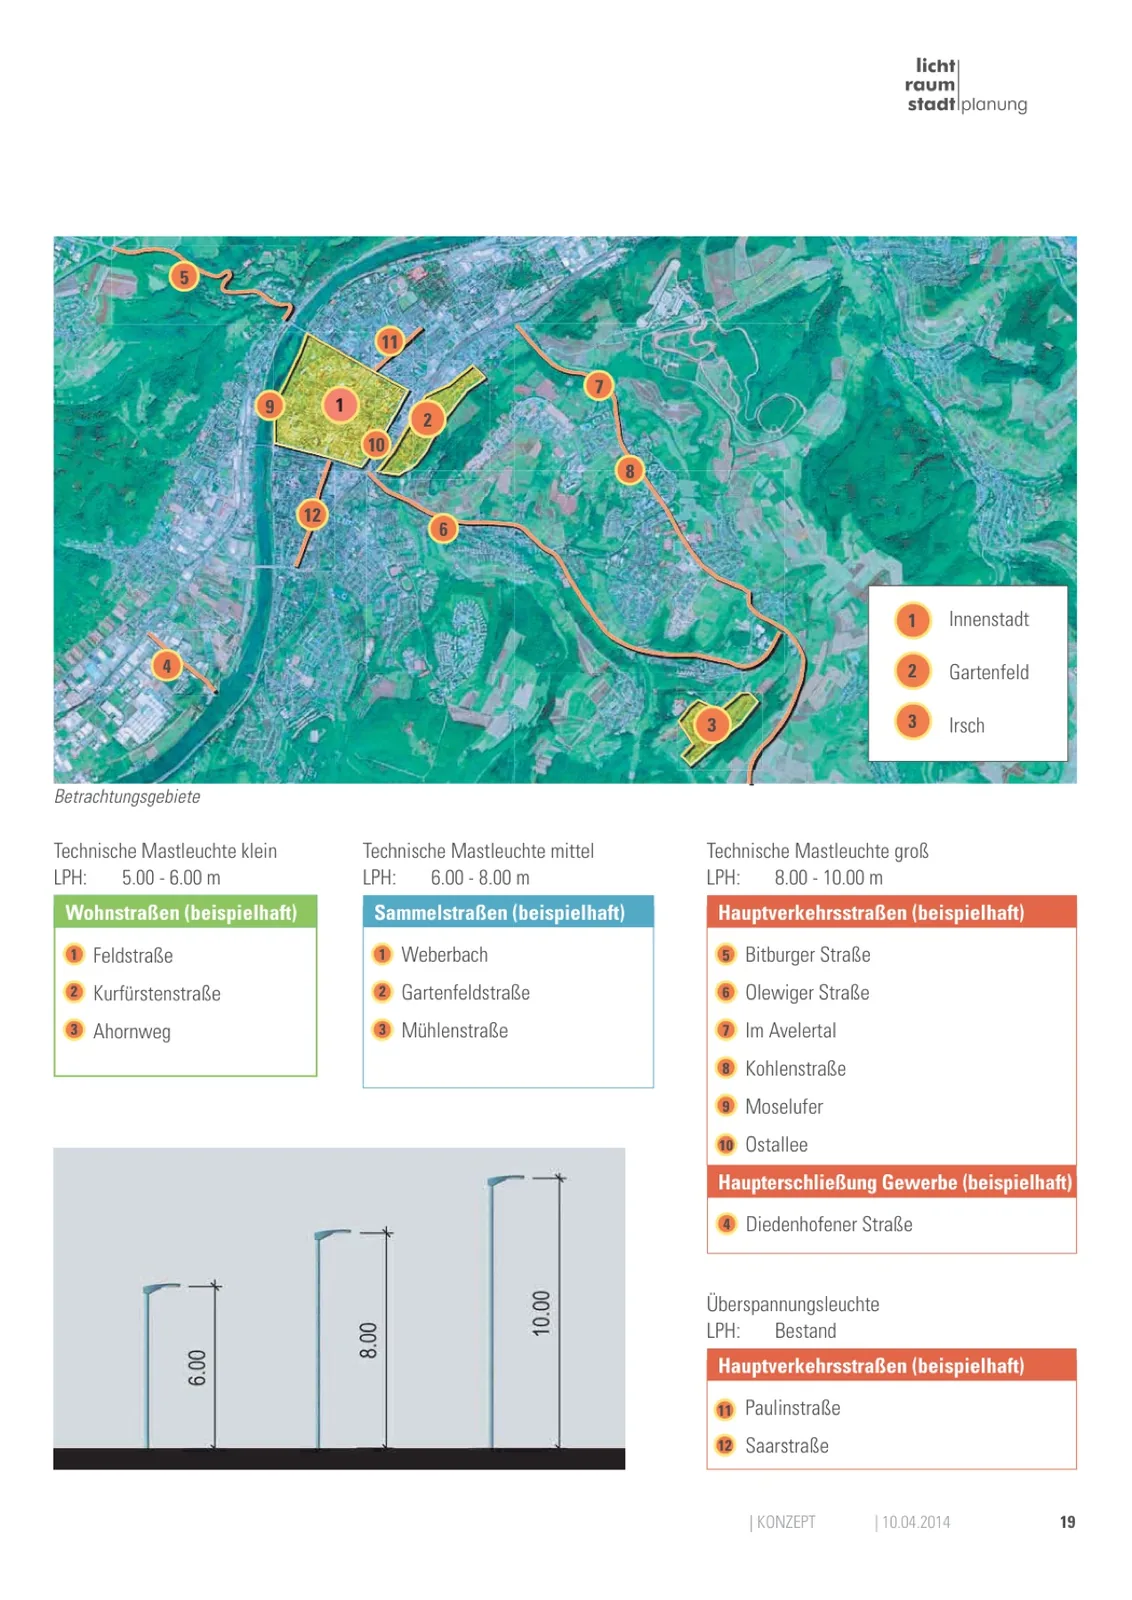 licht
raum
stadt planung
5
11
7
9
1
2
10
8
12
6
4
3
1 Innenstadt
2 Gartenfeld
3 Irsch
Betrachtungsgebiete
Technische Mastleuchte klein
LPH: 5.00 - 6.00 m
Wohnstraßen (beispielhaft)
1 Feldstraße
2 Kurfürstenstraße
3 Ahornweg
Technische Mastleuchte mittel
LPH: 6.00 - 8.00 m
Sammelstraßen (beispielhaft)
1 Weberbach
2 Gartenfeldstraße
3 Mühlenstraße
Technische Mastleuchte groß
LPH: 8.00 - 10.00 m
Hauptverkehrsstraßen (beispielhaft)
5 Bitburger Straße
6 Olewiger Straße
7 Im Avelertal
8 Kohlenstraße
9 Moselufer
10 Ostallee
Haupterschließung Gewerbe (beispielhaft)
4 Diedenhofener Straße
6.00
8.00
10.00
Überspannungsleuchte
LPH: Bestand
Hauptverkehrsstraßen (beispielhaft)
11 Paulinstraße
12 Saarstraße
| KONZEPT | 10.04.2014 19